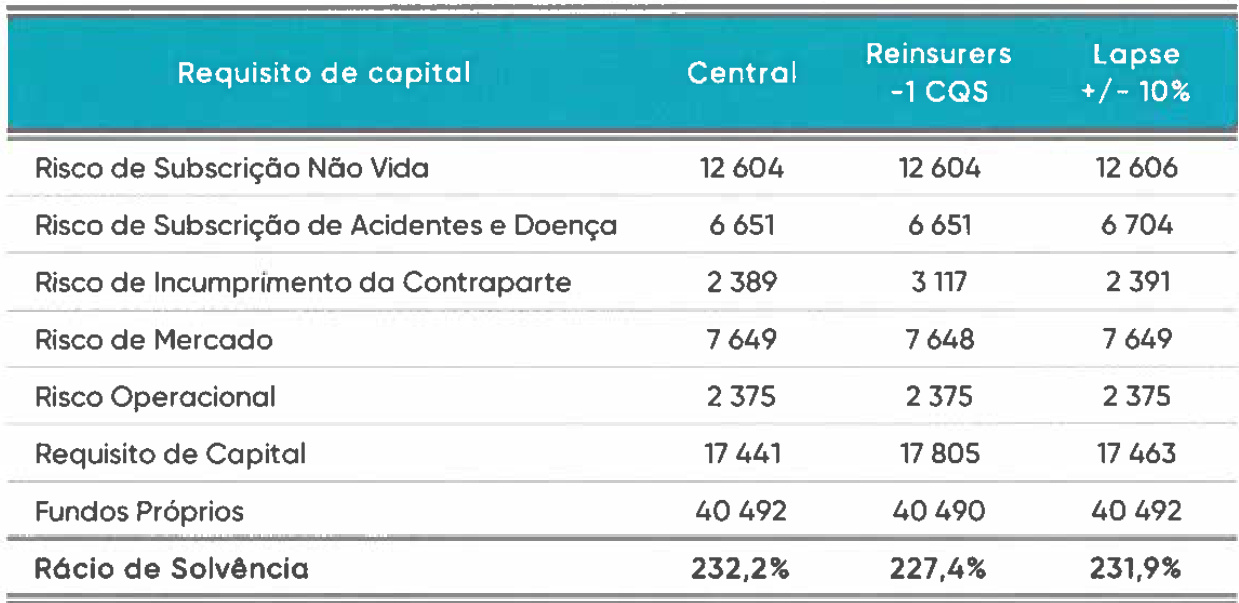 Requisito de capital Central Reinsurers -1 CQS Lapse +/- 10%
Risco de Subscrição Não Vida 12 604 12 604 12 606
Risco de Subscrição de Acidentes e Doença 6 651 6 651 6 704
Risco de Incumprimento da Contraparte 2 389 3 117 2 391
Risco de Mercado 7 649 7 648 7 649
Risco Operacional 2 375 2 375 2 375
Requisito de Capital 17 441 17 805 17 463
Fundos Próprios 40 492 40 490 40 492
Rácio de Solvência 232,2% 227,4% 231,9%